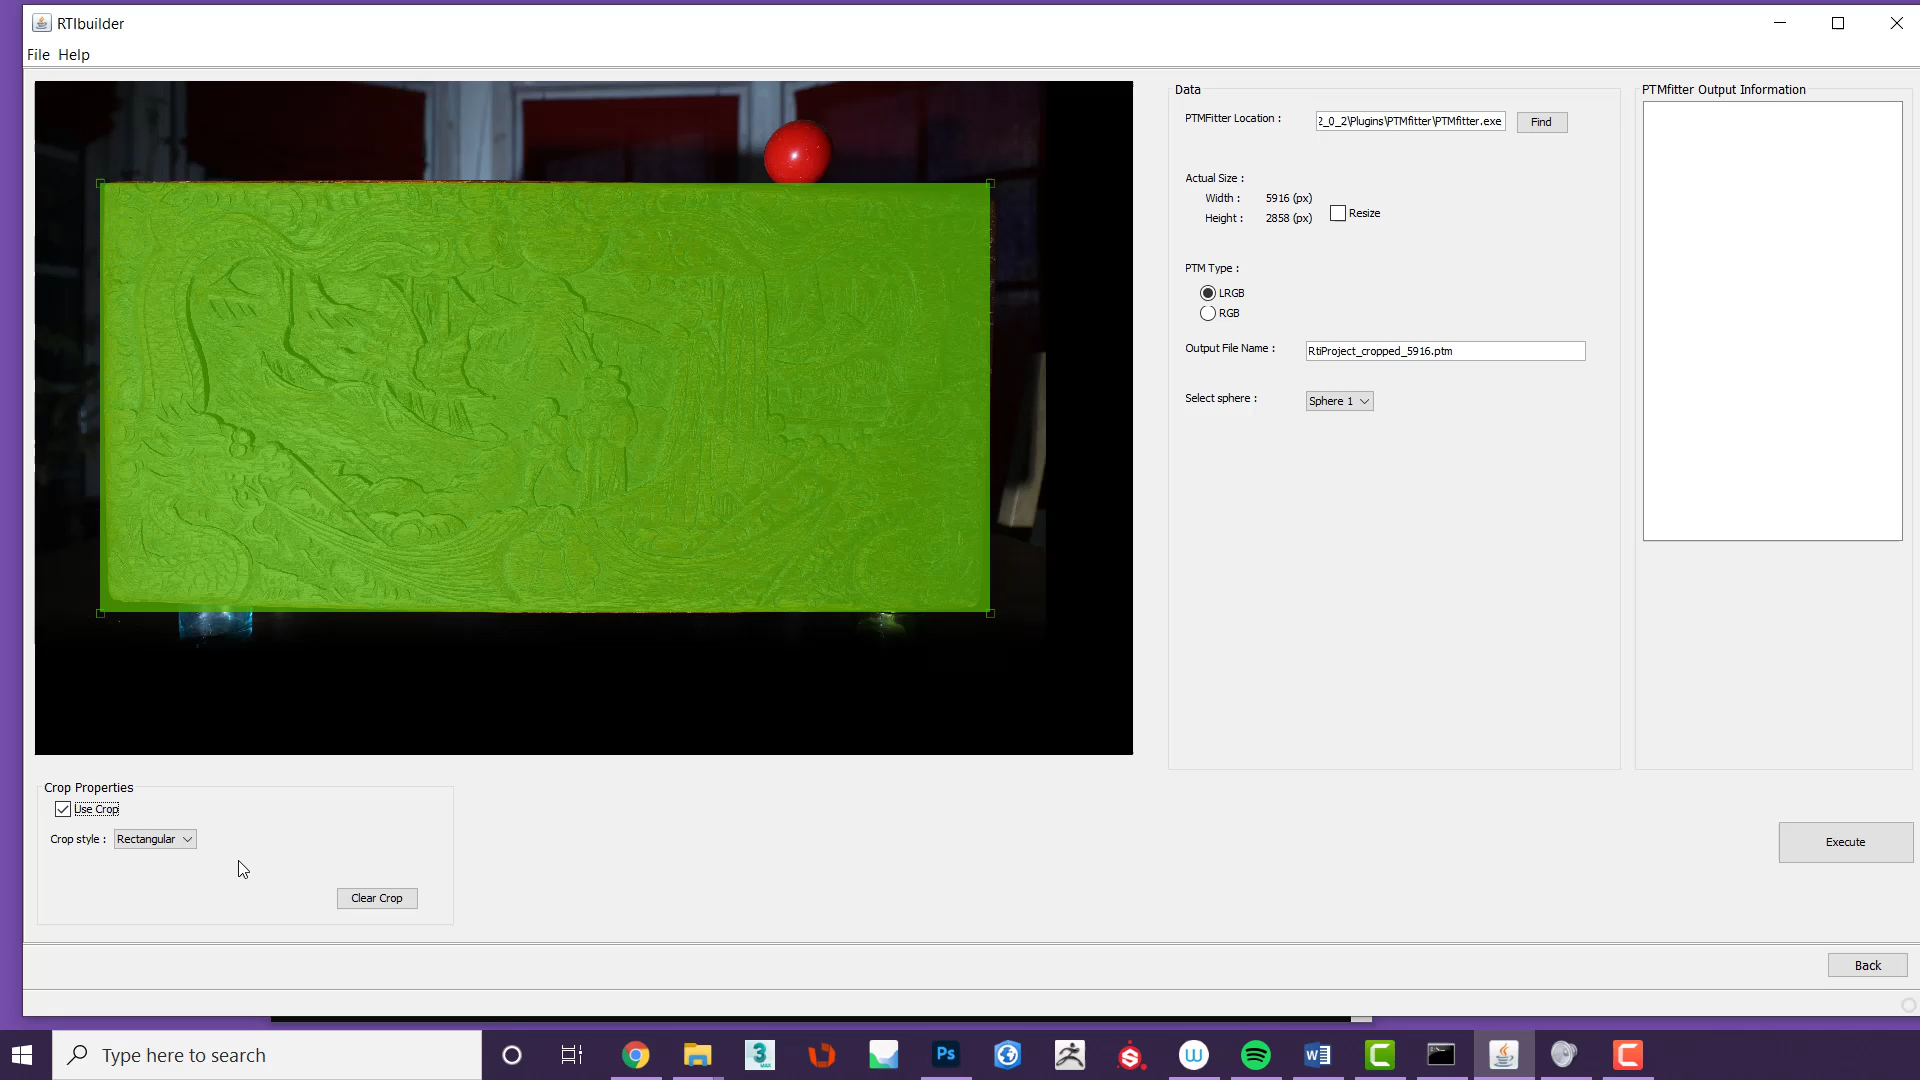 RTIbuilder
File Help
Data
PTMFitter Location : 2_0_2\Plugins\PTMfitter\PTMfitter.exe Find
Actual Size :
Width : 5916 (px)
Height : 2858 (px) Resize
PTM Type :
LRGB
RGB
Output File Name : RtiProject_cropped_5916.ptm
Select sphere : Sphere 1
PTMfitter Output Information
Crop Properties
Use Crop
Crop style : Rectangular
Clear Crop
Execute
Back
Type here to search
3
MAX
Ps
W
S
W
C
C